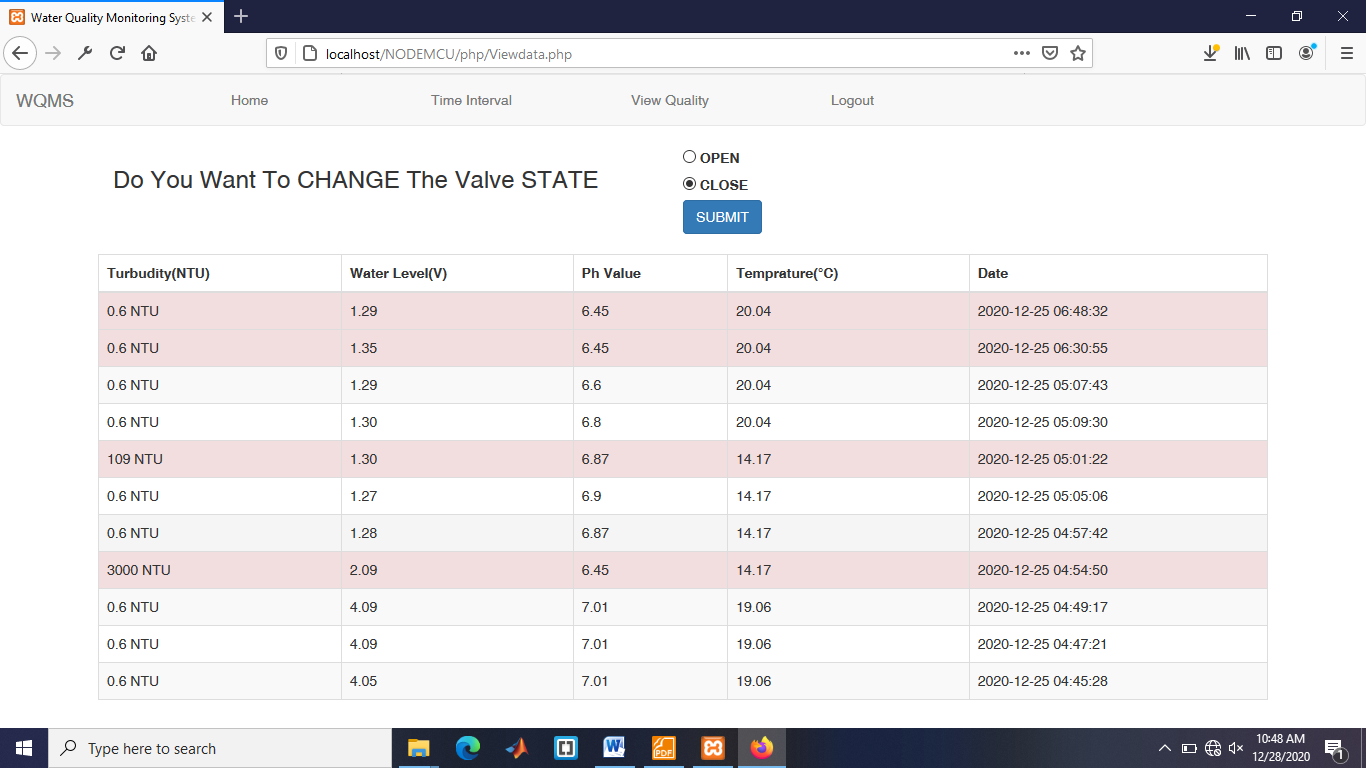 Water Quality Monitoring Syste
localhost/NODEMCU/php/Viewdata.php
WQMS Home Time Interval View Quality Logout
Do You Want To CHANGE The Valve STATE
OPEN
CLOSE
SUBMIT
Turbudity(NTU) Water Level(V) Ph Value Temprature(°C) Date
0.6 NTU 1.29 6.45 20.04 2020-12-25 06:48:32
0.6 NTU 1.35 6.45 20.04 2020-12-25 06:30:55
0.6 NTU 1.29 6.6 20.04 2020-12-25 05:07:43
0.6 NTU 1.30 6.8 20.04 2020-12-25 05:09:30
109 NTU 1.30 6.87 14.17 2020-12-25 05:01:22
0.6 NTU 1.27 6.9 14.17 2020-12-25 05:05:06
0.6 NTU 1.28 6.87 14.17 2020-12-25 04:57:42
3000 NTU 2.09 6.45 14.17 2020-12-25 04:54:50
0.6 NTU 4.09 7.01 19.06 2020-12-25 04:49:17
0.6 NTU 4.09 7.01 19.06 2020-12-25 04:47:21
0.6 NTU 4.05 7.01 19.06 2020-12-25 04:45:28
Type here to search
PDF
10:48 AM
12/28/2020
1